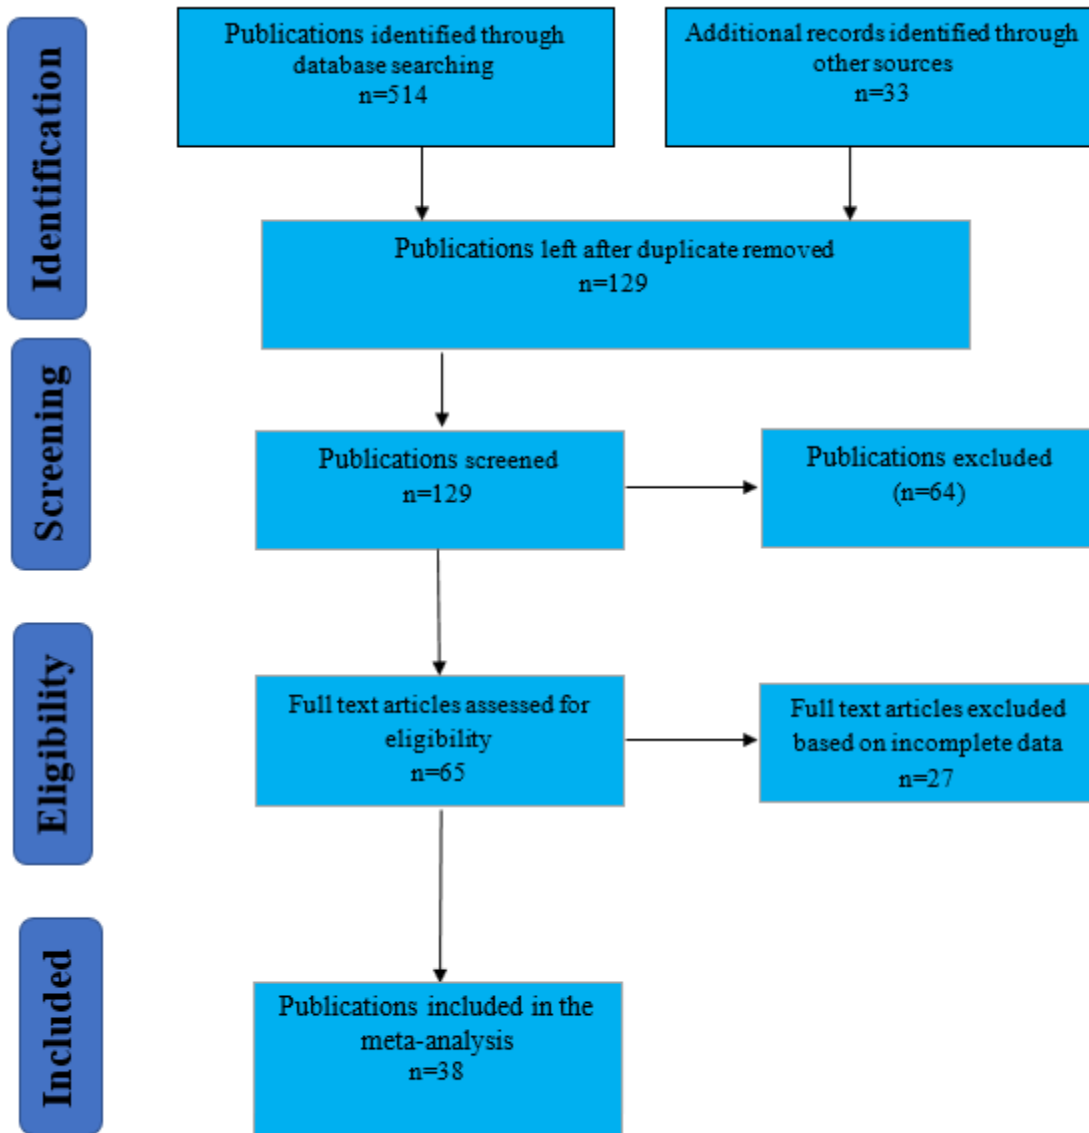 Identification
Publications identified through
database searching
n=514
Additional records identified through
other sources
n=33
Publications left after duplicate removed
n=129
Screening
Publications screened
n=129
Publications excluded
(n=64)
Eligibility
Full text articles assessed for
eligibility
n=65
Full text articles excluded
based on incomplete data
n=27
Included
Publications included in the
meta-analysis
n=38